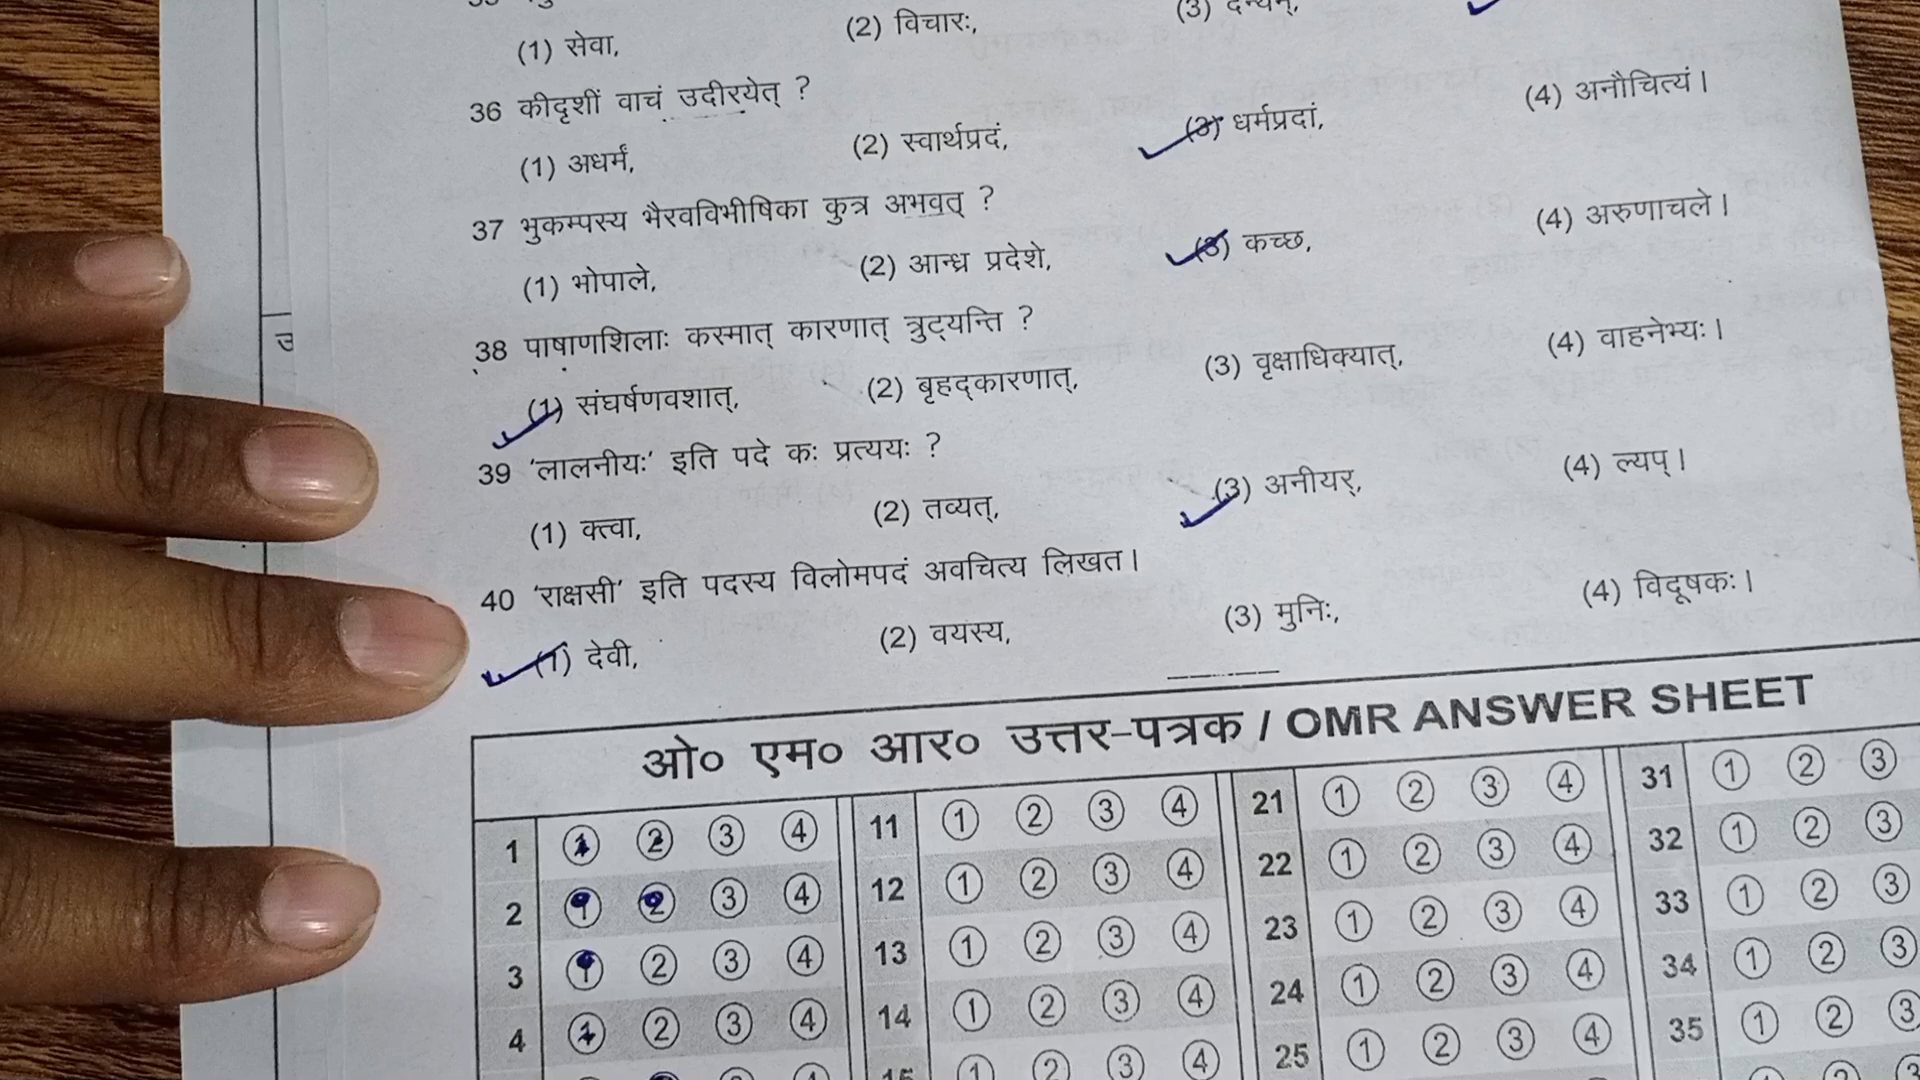 (1) सेवा, (2) विचारः, (3) दैन्यम्,
36 कीदृशीं वाचं उदीरयेत् ?
(1) अधर्मं, (2) स्वार्थप्रदं, (3) धर्मप्रदां, (4) अनौचित्यं।
37 भुकम्पस्य भैरवविभीषिका कुत्र अभवत् ?
(1) भोपाले, (2) आन्ध्र प्रदेशे, (3) कच्छ, (4) अरुणाचले।
38 पाषाणशिलाः कस्मात् कारणात् त्रुट्यन्ति ?
(1) संघर्षणवशात्, (2) बृहद्कारणात्, (3) वृक्षाधिक्यात्, (4) वाहनेभ्यः।
39 'लालनीयः' इति पदे कः प्रत्ययः ?
(1) क्त्वा, (2) तव्यत्, (3) अनीयर्, (4) ल्यप्।
40 'राक्षसी' इति पदस्य विलोमपदं अवचित्य लिखत।
(1) देवी, (2) वयस्य, (3) मुनिः, (4) विदूषकः।
ओ० एम० आर० उत्तर-पत्रक / OMR ANSWER SHEET
1 1 2 3 4 11 1 2 3 4 21 1 2 3 4 31 1 2 3
2 1 2 3 4 12 1 2 3 4 22 1 2 3 4 32 1 2 3
3 1 2 3 4 13 1 2 3 4 23 1 2 3 4 33 1 2 3
4 1 2 3 4 14 1 2 3 4 24 1 2 3 4 34 1 2 3
15 1 2 3 4 25 1 2 3 4 35 1 2 3